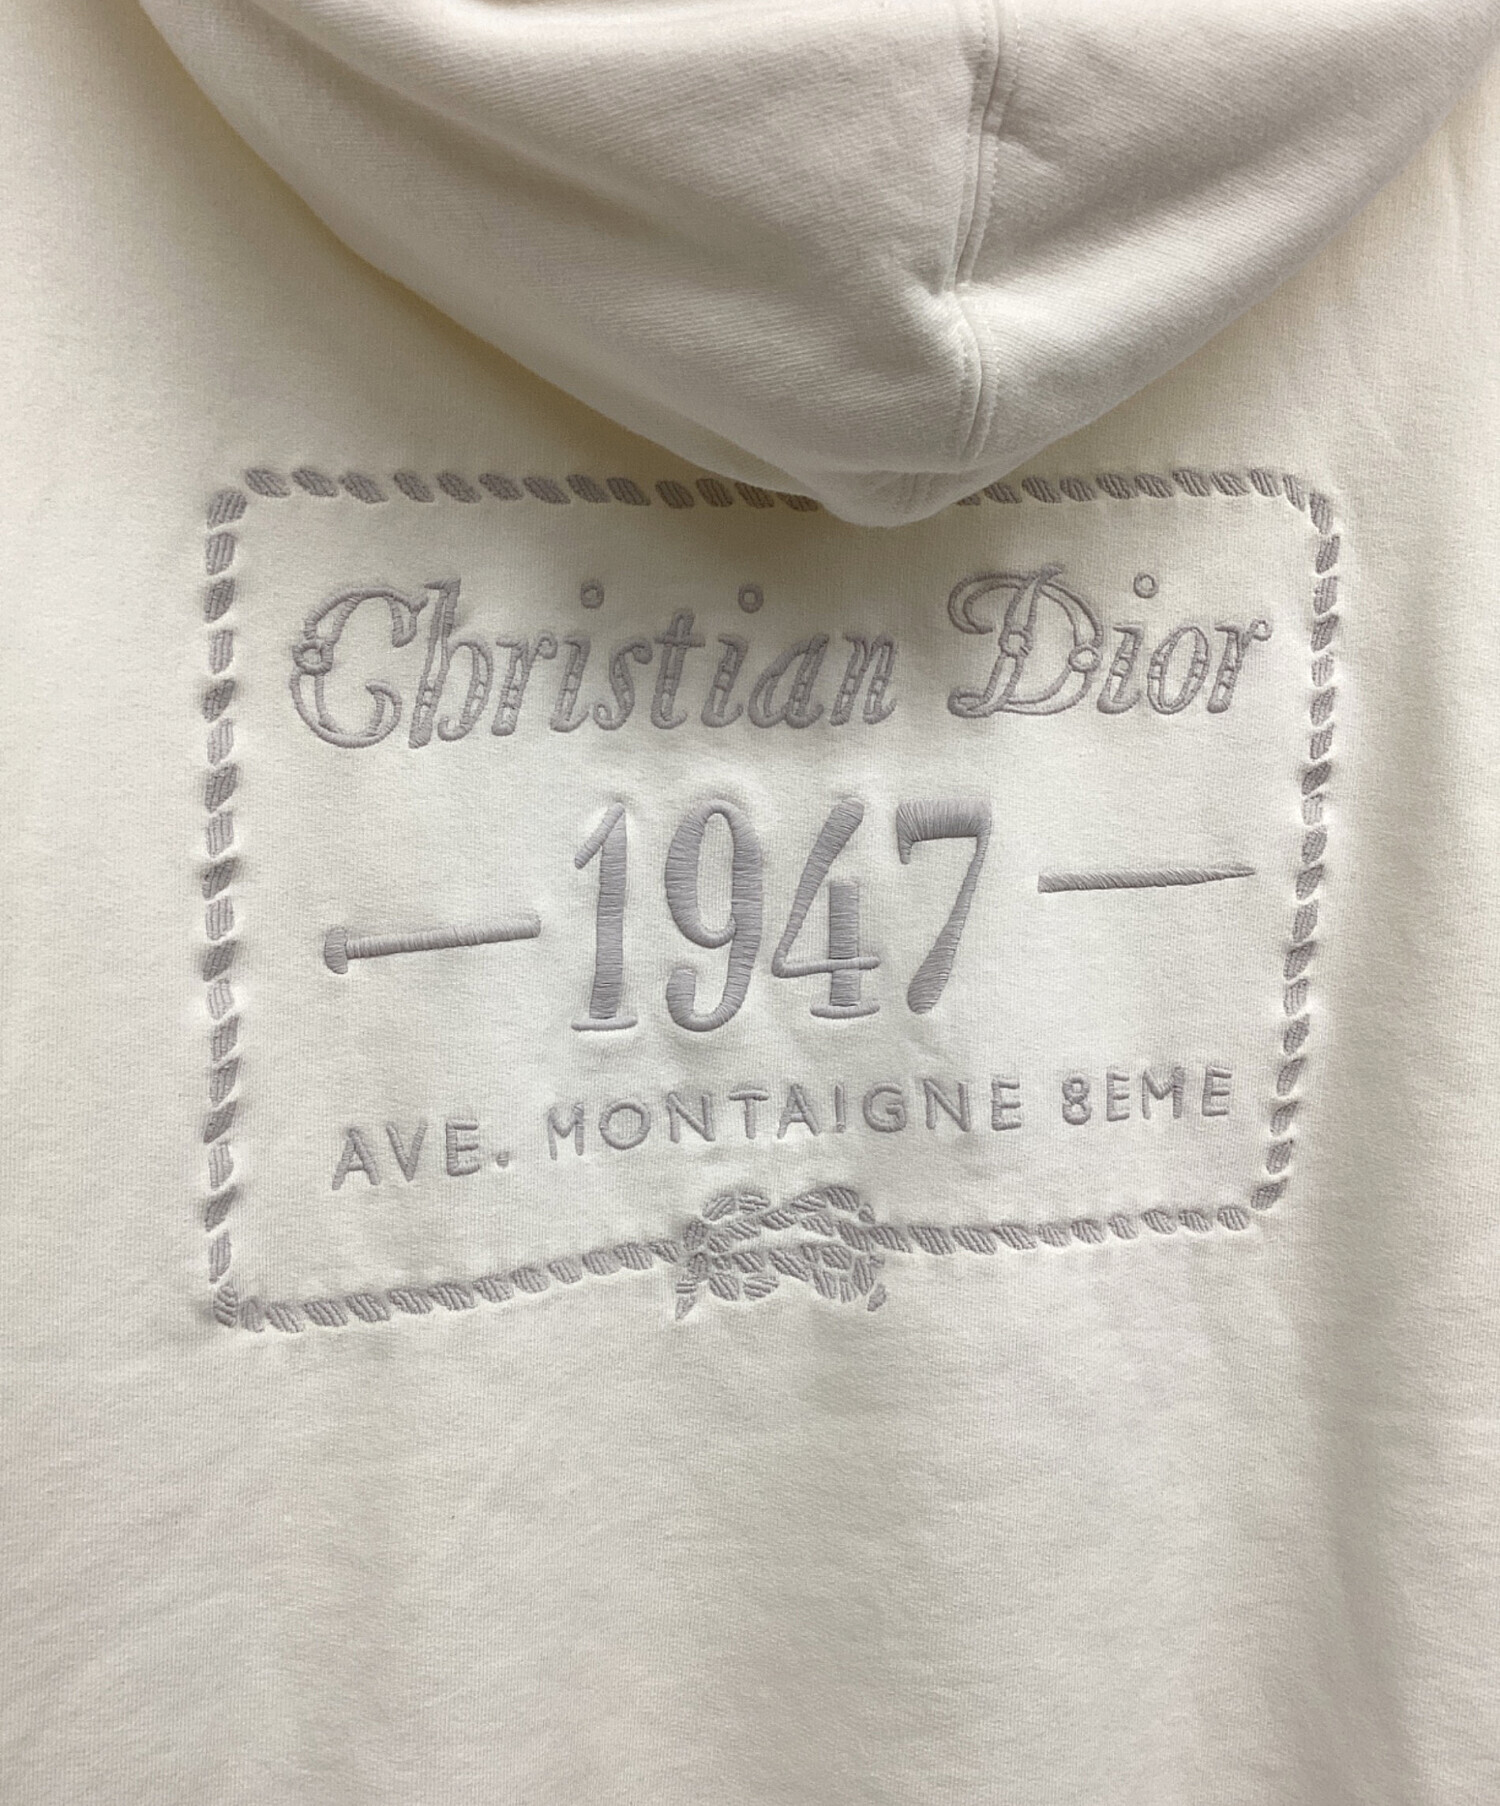 Christian Dior
1947
AVE. MONTAIGNE 8EME